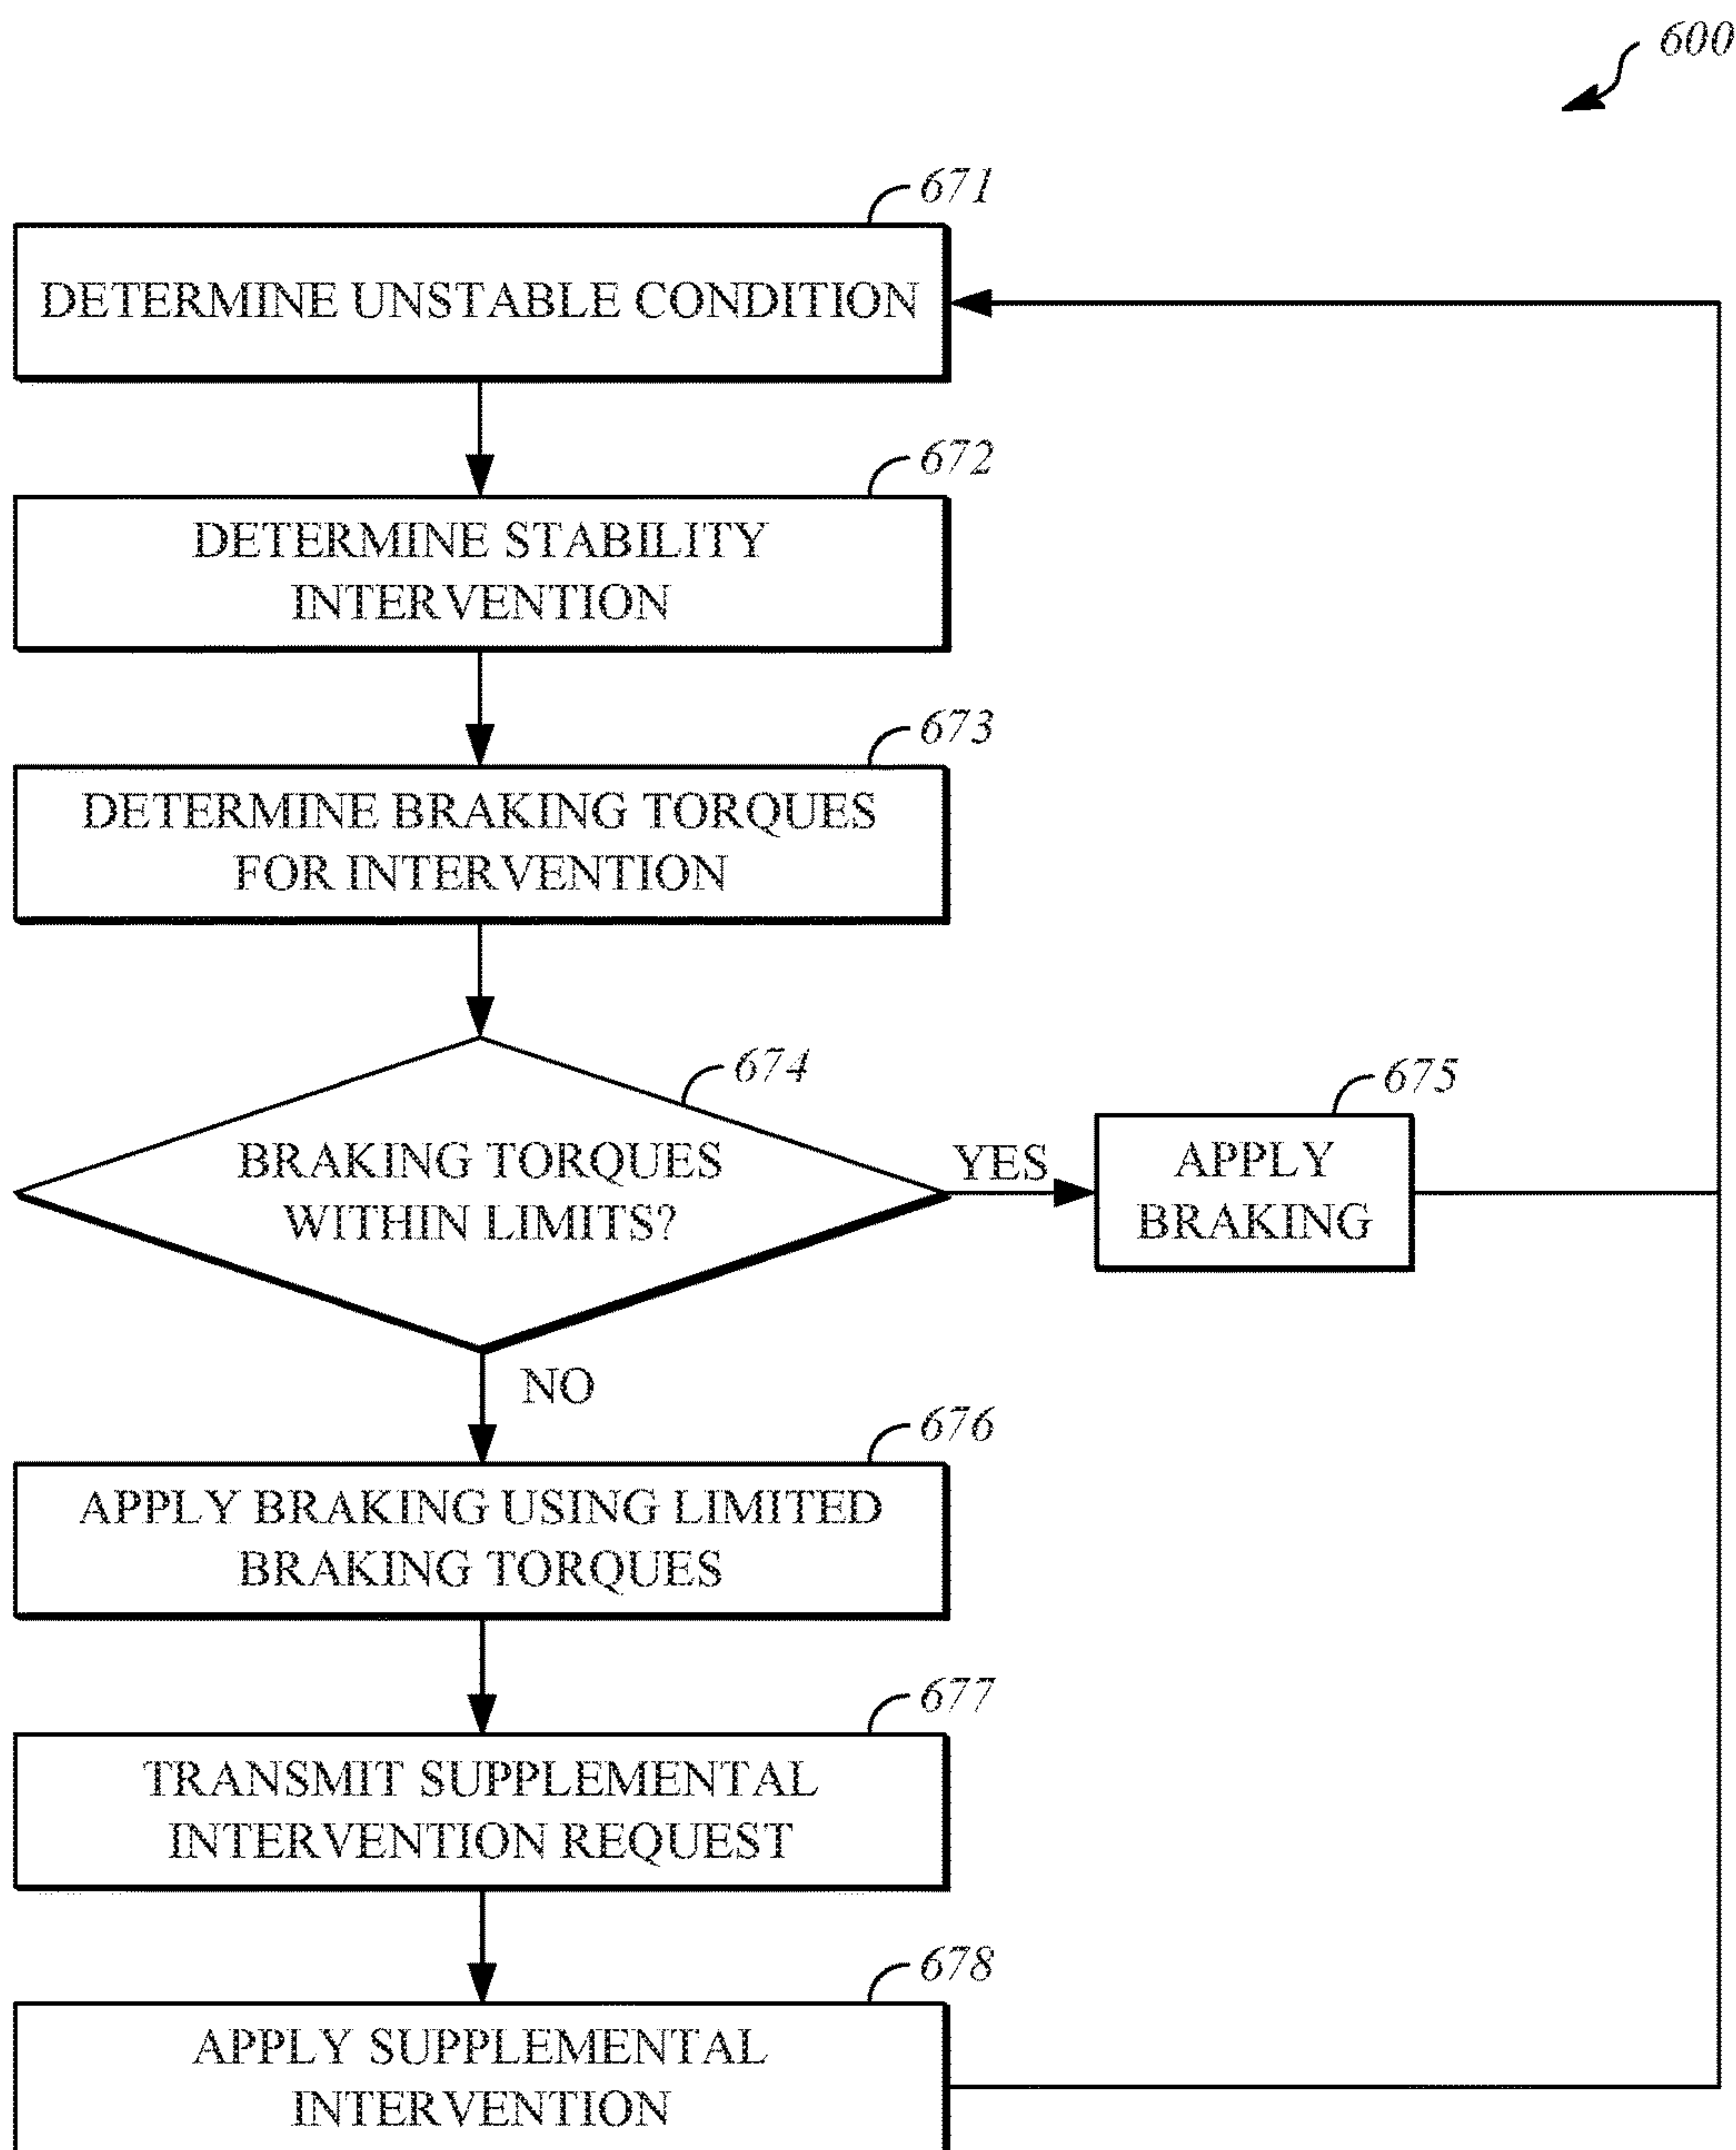 600
671
DETERMINE UNSTABLE CONDITION
672
DETERMINE STABILITY
INTERVENTION
673
DETERMINE BRAKING TORQUES
FOR INTERVENTION
674
BRAKING TORQUES
WITHIN LIMITS?
YES
675
APPLY
BRAKING
NO
676
APPLY BRAKING USING LIMITED
BRAKING TORQUES
677
TRANSMIT SUPPLEMENTAL
INTERVENTION REQUEST
678
APPLY SUPPLEMENTAL
INTERVENTION